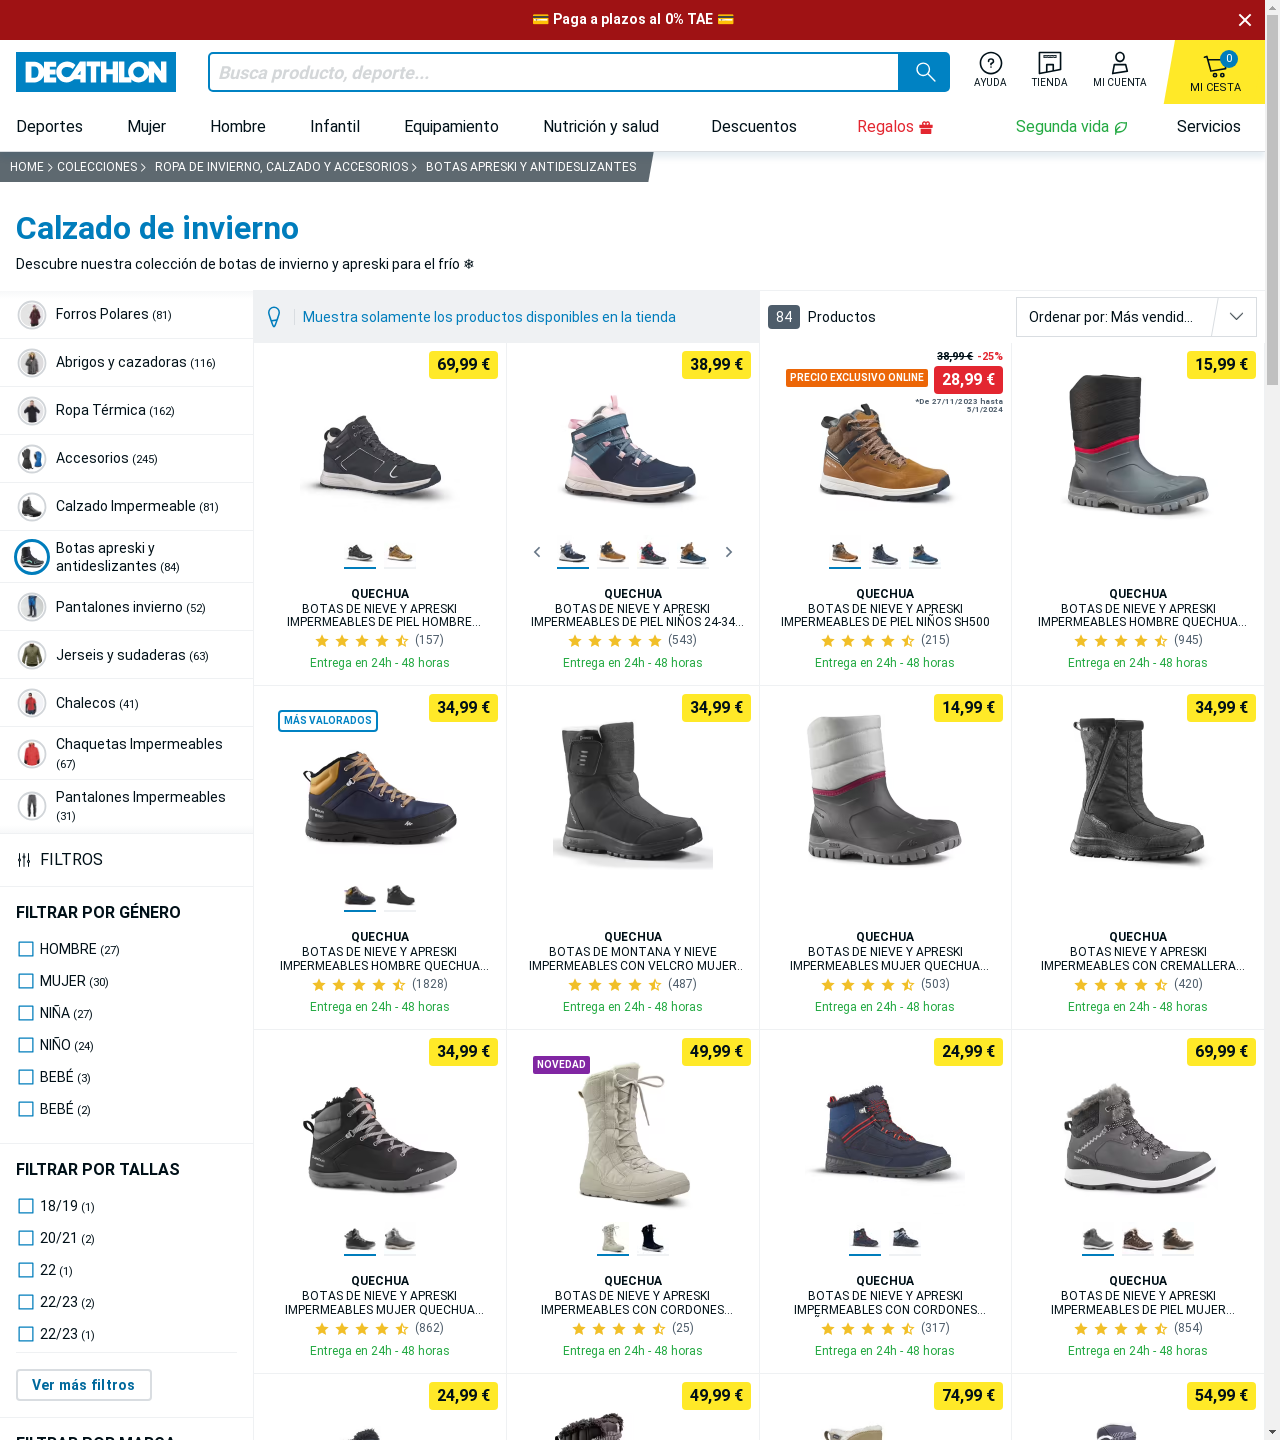 💳 Paga a plazos al 0% TAE 💳
DECATHLON
Busca producto, deporte...
AYUDA
TIENDA
MI CUENTA
0
MI CESTA
Deportes
Mujer
Hombre
Infantil
Equipamiento
Nutrición y salud
Descuentos
Regalos
Segunda vida
Servicios
HOME
COLECCIONES
ROPA DE INVIERNO, CALZADO Y ACCESORIOS
BOTAS APRESKI Y ANTIDESLIZANTES
Calzado de invierno
Descubre nuestra colección de botas de invierno y apreski para el frío ❄
Forros Polares (81)
Abrigos y cazadoras (116)
Ropa Térmica (162)
Accesorios (245)
Calzado Impermeable (81)
Botas apreski y
antideslizantes (84)
Pantalones invierno (52)
Jerseis y sudaderas (63)
Chalecos (41)
Chaquetas Impermeables
(67)
Pantalones Impermeables
(31)
FILTROS
FILTRAR POR GÉNERO
HOMBRE (27)
MUJER (30)
NIÑA (27)
NIÑO (24)
BEBÉ (3)
BEBÉ (2)
FILTRAR POR TALLAS
18/19 (1)
20/21 (2)
22 (1)
22/23 (2)
22/23 (1)
Ver más filtros
Muestra solamente los productos disponibles en la tienda
84 Productos
Ordenar por: Más vendid...
69,99 €
QUECHUA
BOTAS DE NIEVE Y APRESKI
IMPERMEABLES DE PIEL HOMBRE...
(157)
Entrega en 24h - 48 horas
38,99 €
QUECHUA
BOTAS DE NIEVE Y APRESKI
IMPERMEABLES DE PIEL NIÑOS 24-34...
(543)
Entrega en 24h - 48 horas
38,99 € -25%
PRECIO EXCLUSIVO ONLINE
28,99 €
*De 27/11/2023 hasta
5/1/2024
QUECHUA
BOTAS DE NIEVE Y APRESKI
IMPERMEABLES DE PIEL NIÑOS SH500
(215)
Entrega en 24h - 48 horas
15,99 €
QUECHUA
BOTAS DE NIEVE Y APRESKI
IMPERMEABLES HOMBRE QUECHUA...
(945)
Entrega en 24h - 48 horas
34,99 €
MÁS VALORADOS
QUECHUA
BOTAS DE NIEVE Y APRESKI
IMPERMEABLES HOMBRE QUECHUA...
(1828)
Entrega en 24h - 48 horas
34,99 €
QUECHUA
BOTAS DE MONTANA Y NIEVE
IMPERMEABLES CON VELCRO MUJER..
(487)
Entrega en 24h - 48 horas
14,99 €
QUECHUA
BOTAS DE NIEVE Y APRESKI
IMPERMEABLES MUJER QUECHUA...
(503)
Entrega en 24h - 48 horas
34,99 €
QUECHUA
BOTAS NIEVE Y APRESKI
IMPERMEABLES CON CREMALLERA...
(420)
Entrega en 24h - 48 horas
34,99 €
QUECHUA
BOTAS DE NIEVE Y APRESKI
IMPERMEABLES MUJER QUECHUA...
(862)
Entrega en 24h - 48 horas
49,99 €
NOVEDAD
QUECHUA
BOTAS DE NIEVE Y APRESKI
IMPERMEABLES CON CORDONES...
(25)
Entrega en 24h - 48 horas
24,99 €
QUECHUA
BOTAS DE NIEVE Y APRESKI
IMPERMEABLES CON CORDONES...
(317)
Entrega en 24h - 48 horas
69,99 €
QUECHUA
BOTAS DE NIEVE Y APRESKI
IMPERMEABLES DE PIEL MUJER...
(854)
Entrega en 24h - 48 horas
24,99 €
49,99 €
74,99 €
54,99 €
FILTRAR POR MARCA